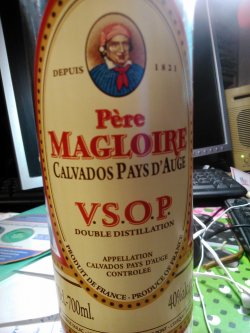 DEPUIS 1821
Père
MAGLOIRE
CALVADOS PAYS D'AUGE
V.S.O.P.
DOUBLE DISTILLATION
APPELLATION
CALVADOS PAYS D'AUGE
CONTROLEE
PRODUIT DE FRANCE - PRODUCT OF FRANCE
700ml
40%